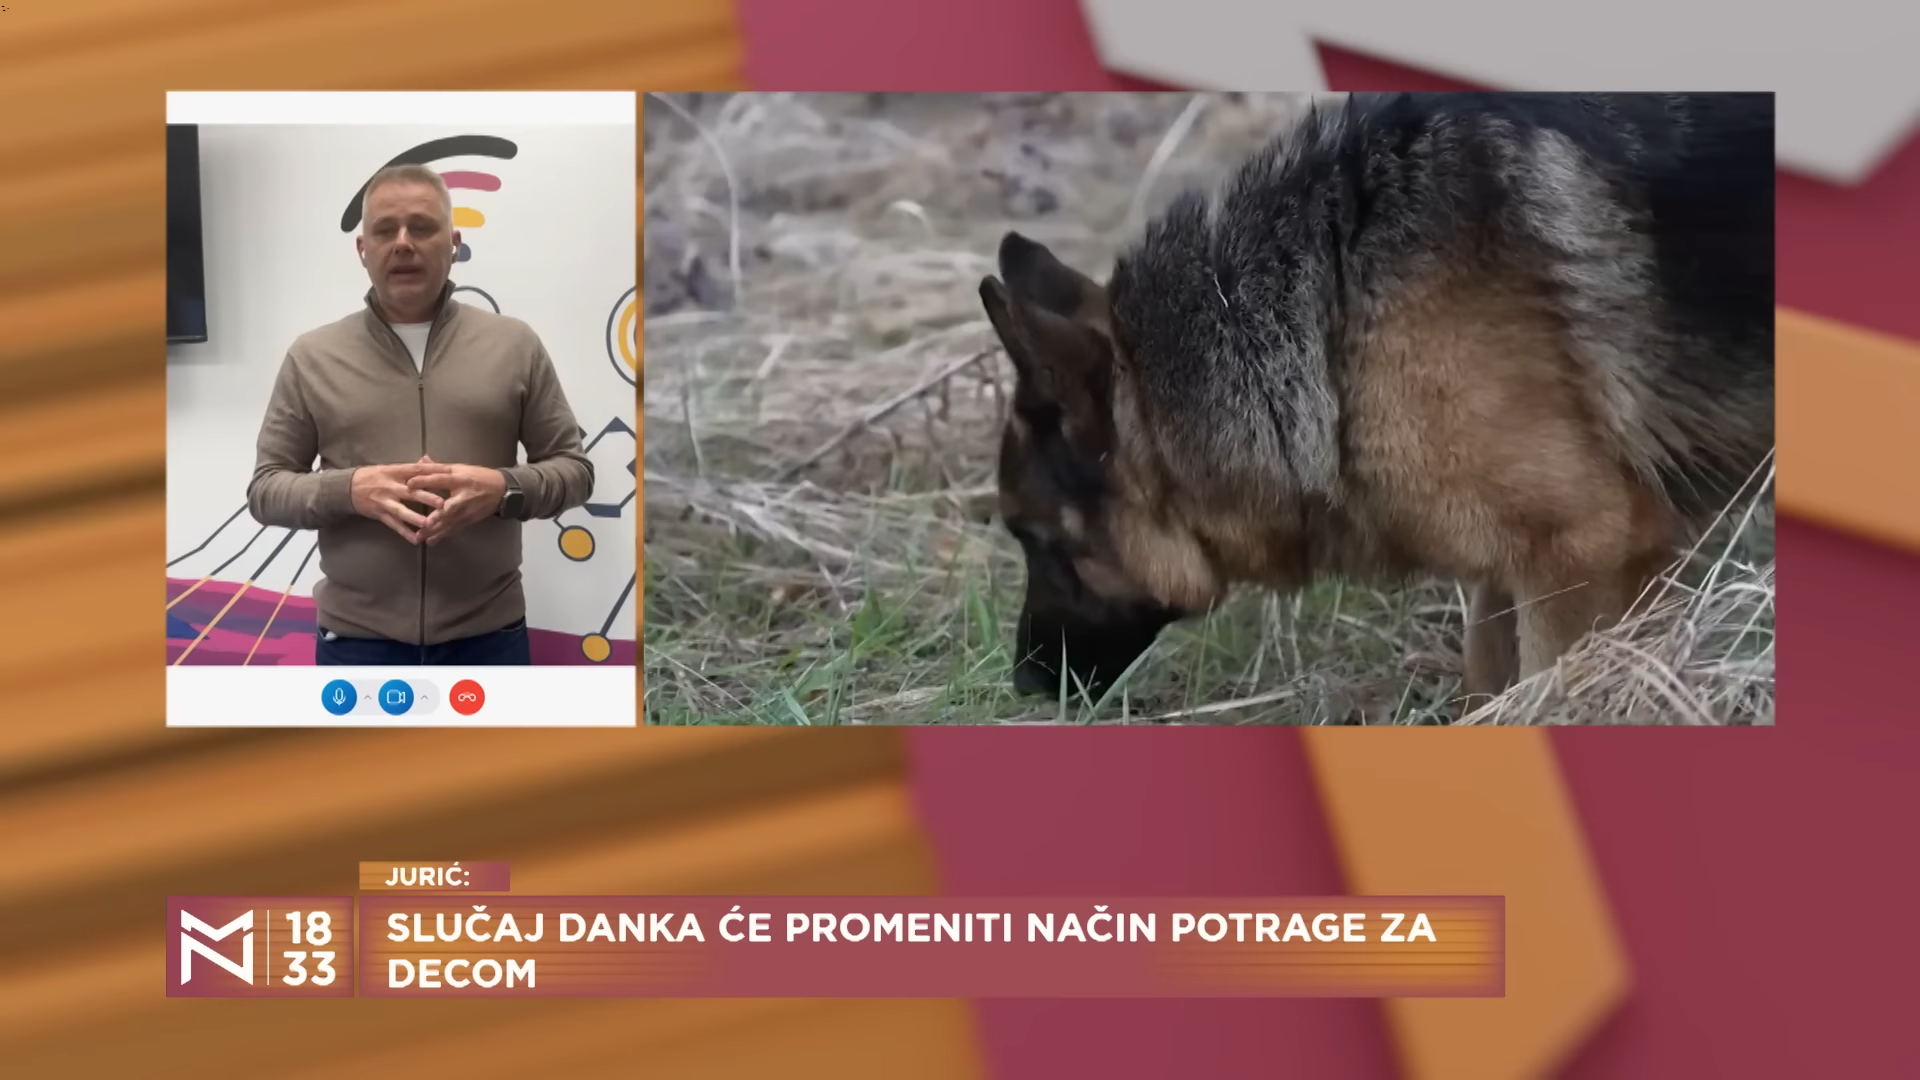 JURIĆ:
18
33
SLUČAJ DANKA ĆE PROMENITI NAČIN POTRAGE ZA
DECOM